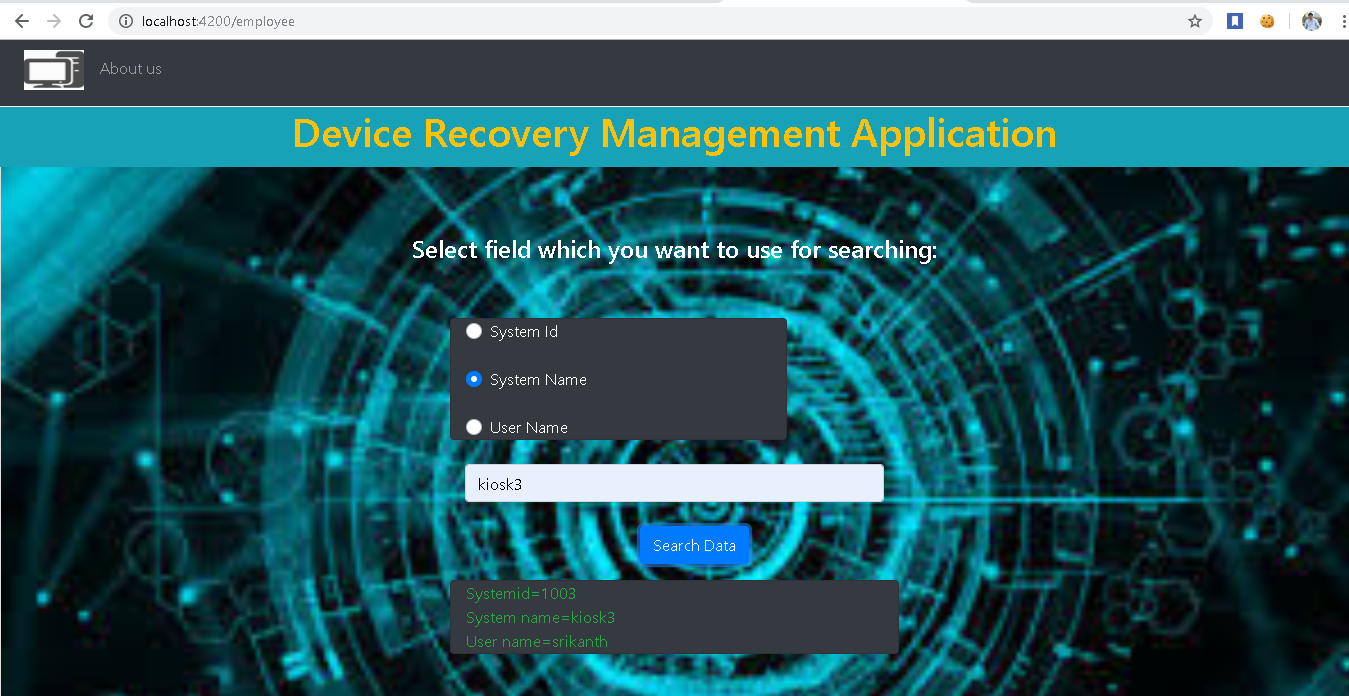 localhost:4200/employee
About us
Device Recovery Management Application
Select field which you want to use for searching:
System Id
System Name
User Name
kiosk3
Search Data
Systemid=1003
System name=kiosk3
User name=srikanth